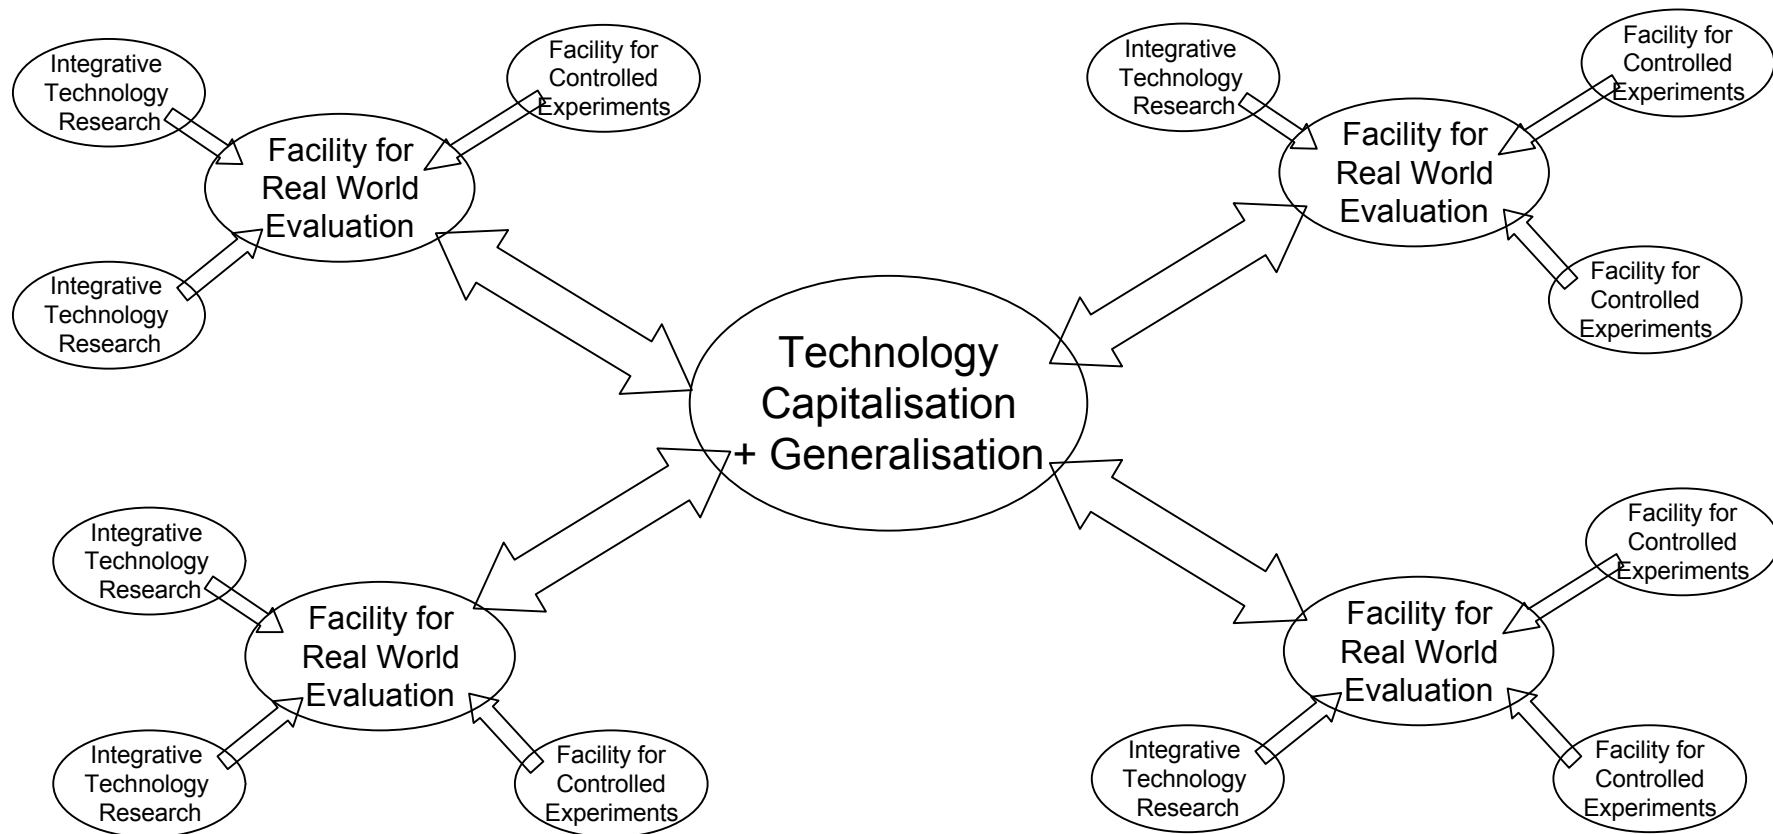 Integrative
Technology
Research
Facility for
Controlled
Experiments
Facility for
Real World
Evaluation
Integrative
Technology
Research
Integrative
Technology
Research
Facility for
Controlled
Experiments
Facility for
Real World
Evaluation
Facility for
Controlled
Experiments
Technology
Capitalisation
+ Generalisation
Integrative
Technology
Research
Facility for
Real World
Evaluation
Integrative
Technology
Research
Facility for
Controlled
Experiments
Facility for
Controlled
Experiments
Facility for
Real World
Evaluation
Integrative
Technology
Research
Facility for
Controlled
Experiments